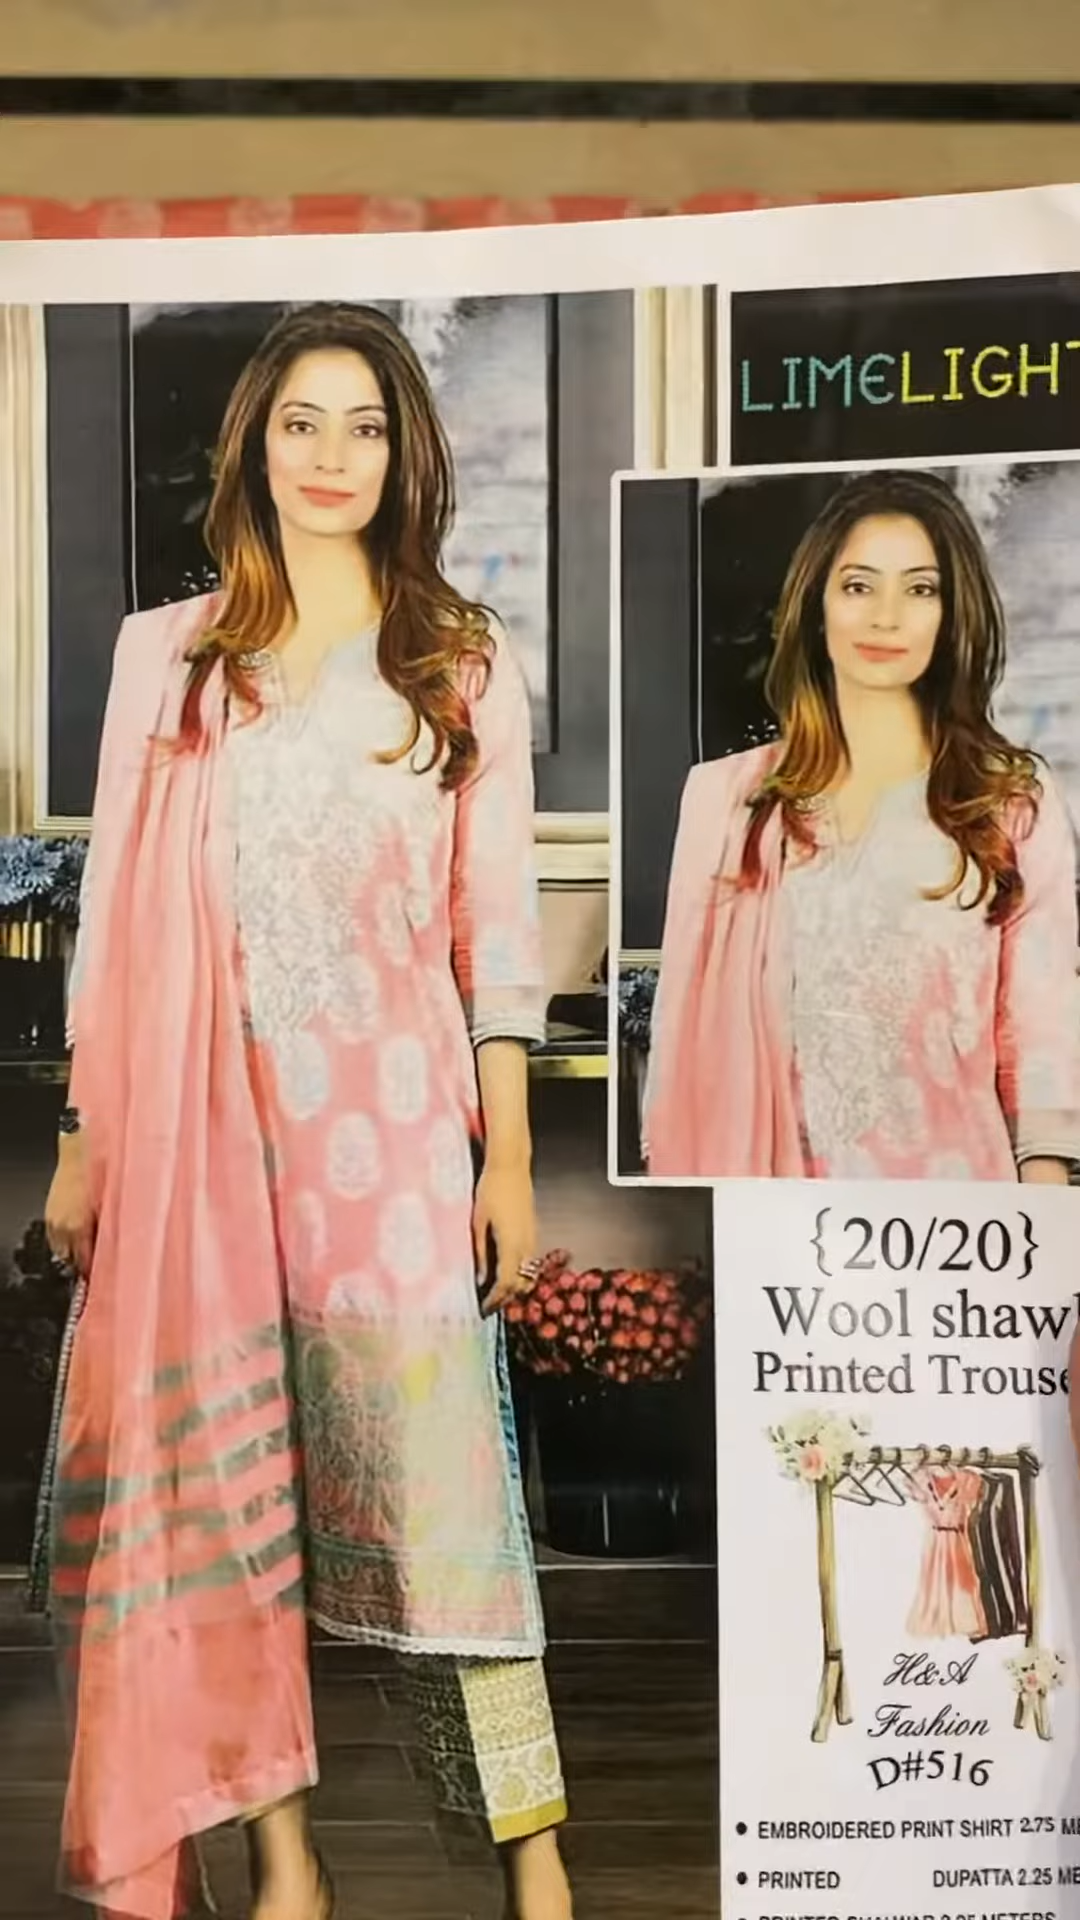 LIMELIGHT
{20/20}
Wool shawl
Printed Trouse
H&A
Fashion
D#516
• EMBROIDERED PRINT SHIRT 2.75 ME
• PRINTED DUPATTA 2.25 ME